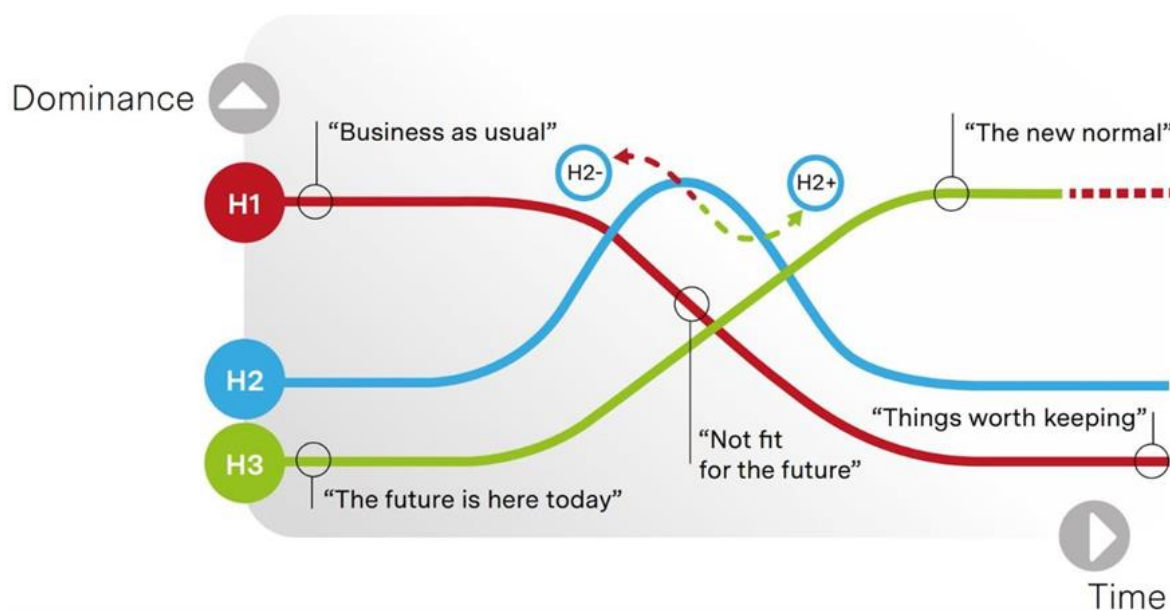 Dominance
“Business as usual”
“The new normal”
H2-
H2+
H1
H2
“Things worth keeping”
“Not fit
for the future”
H3
“The future is here today”
Time